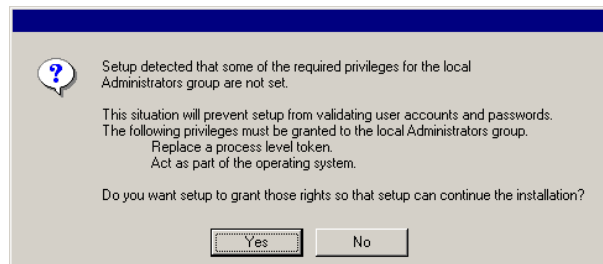 Setup detected that some of the required privileges for the local
Administrators group are not set.
This situation will prevent setup from validating user accounts and passwords.
The following privileges must be granted to the local Administrators group.
Replace a process level token.
Act as part of the operating system.
Do you want setup to grant those rights so that setup can continue the installation?
Yes
No